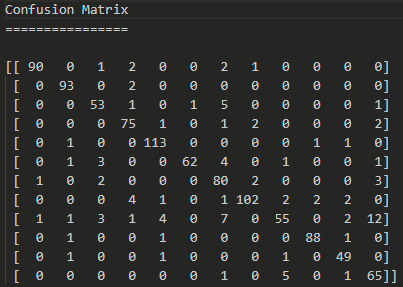 Confusion Matrix
================
[[ 90 0 1 2 0 0 2 1 0 0 0 0]
[ 0 93 0 2 0 0 0 0 0 0 0 0]
[ 0 0 53 1 0 1 5 0 0 0 0 1]
[ 0 0 0 75 1 0 1 2 0 0 0 2]
[ 0 1 0 0 113 0 0 0 0 1 1 0]
[ 0 1 3 0 0 62 4 0 1 0 0 1]
[ 1 0 2 0 0 0 80 2 0 0 0 3]
[ 0 0 0 4 1 0 1 102 2 2 2 0]
[ 1 1 3 1 4 0 7 0 55 0 2 12]
[ 0 1 0 0 1 0 0 0 0 88 1 0]
[ 0 1 0 0 1 0 0 0 1 0 49 0]
[ 0 0 0 0 0 0 1 0 5 0 1 65]]